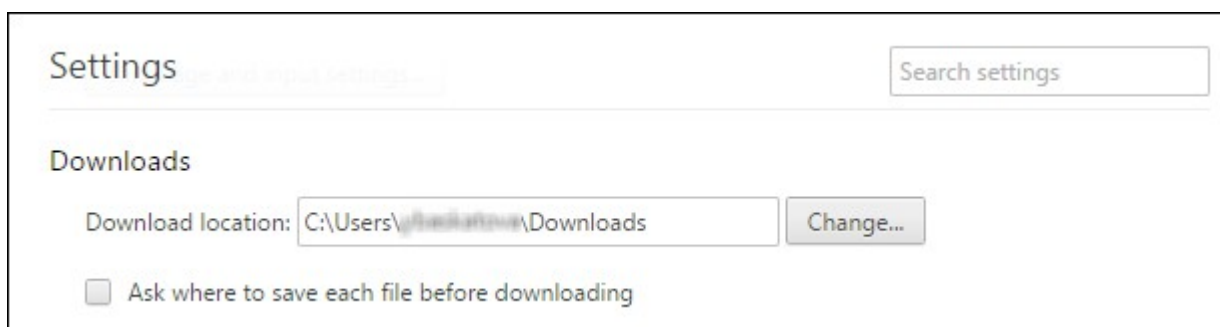 Settings
Search settings
Downloads
Download location: C:\Users\ \Downloads Change...
Ask where to save each file before downloading